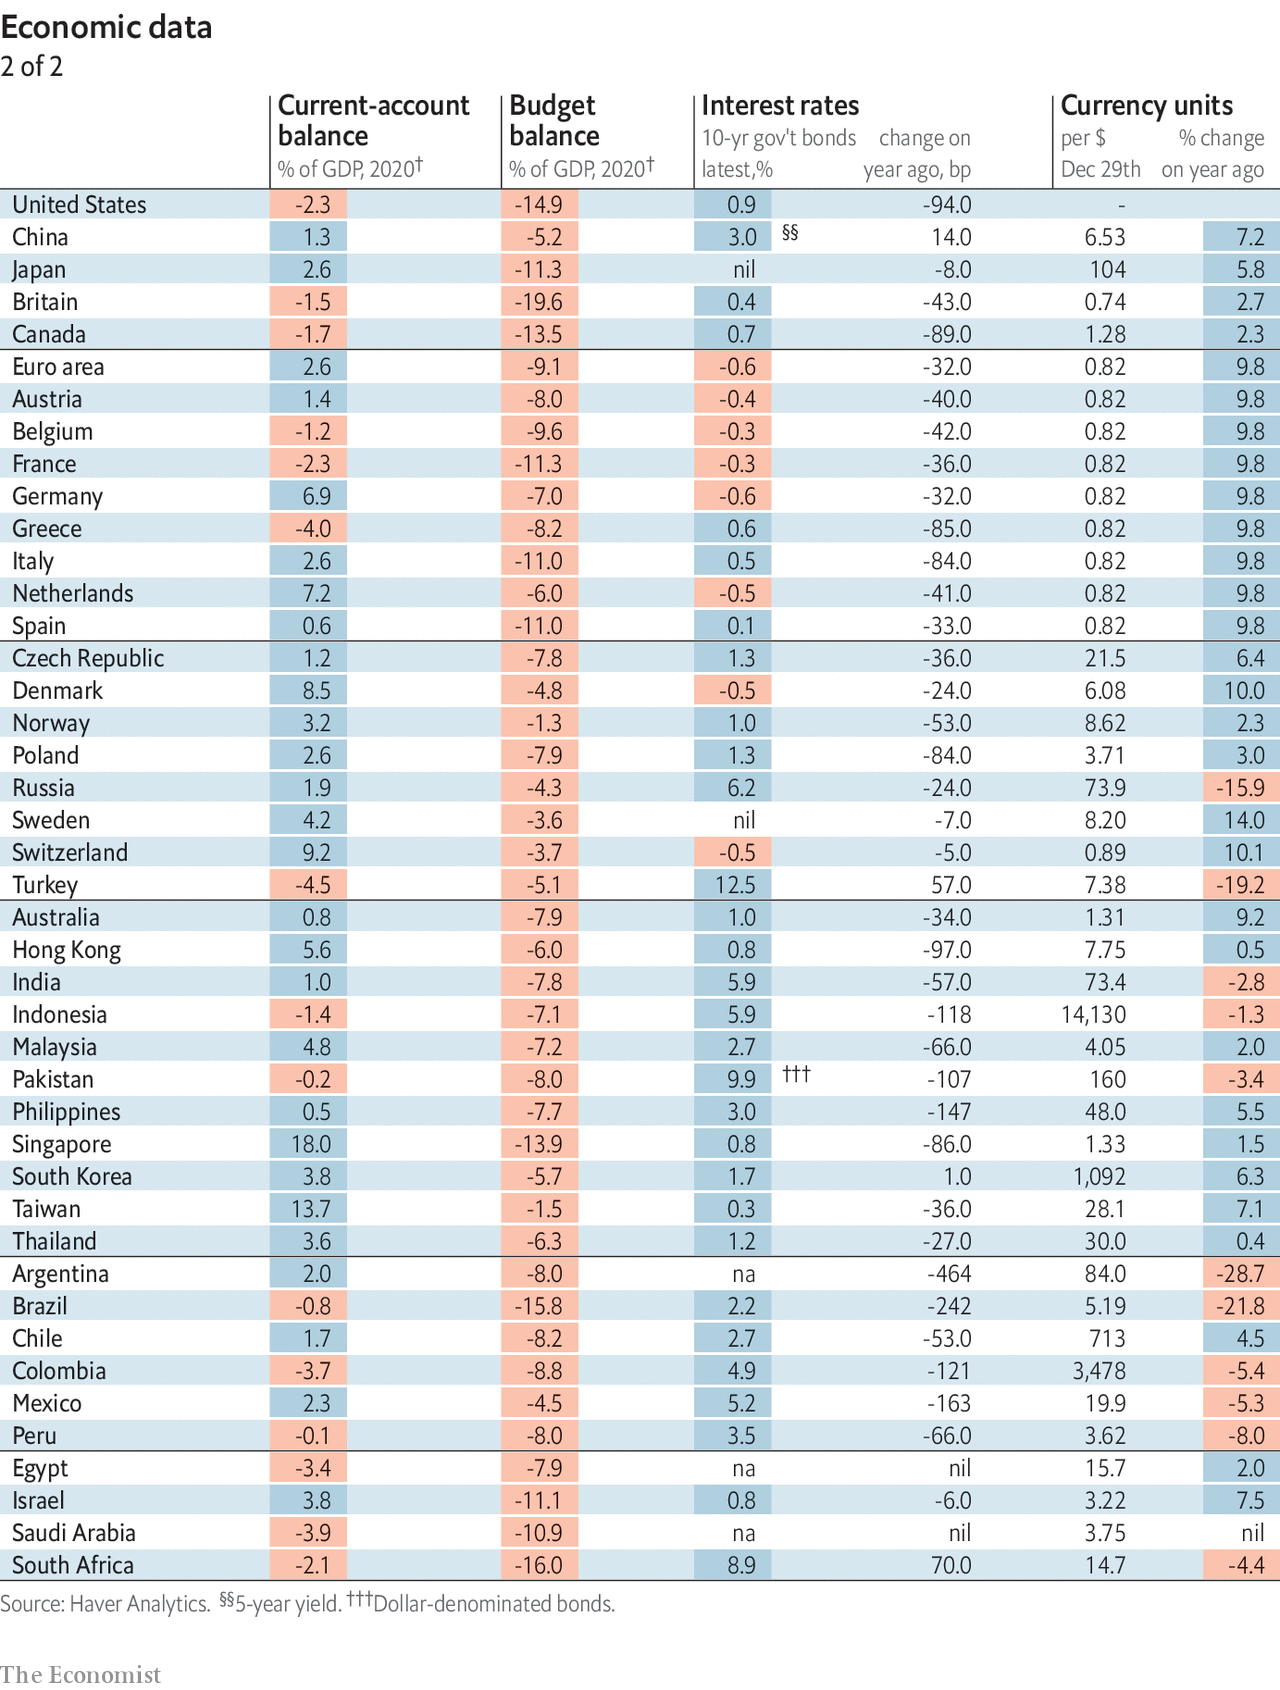 Economic data
2 of 2
Current-account balance Budget balance Interest rates Currency units
% of GDP, 2020† % of GDP, 2020† 10-yr gov't bonds latest,% change on year ago, bp per $ Dec 29th % change on year ago
United States -2.3 -14.9 0.9 -94.0 -
China 1.3 -5.2 3.0 §§ 14.0 6.53 7.2
Japan 2.6 -11.3 nil -8.0 104 5.8
Britain -1.5 -19.6 0.4 -43.0 0.74 2.7
Canada -1.7 -13.5 0.7 -89.0 1.28 2.3
Euro area 2.6 -9.1 -0.6 -32.0 0.82 9.8
Austria 1.4 -8.0 -0.4 -40.0 0.82 9.8
Belgium -1.2 -9.6 -0.3 -42.0 0.82 9.8
France -2.3 -11.3 -0.3 -36.0 0.82 9.8
Germany 6.9 -7.0 -0.6 -32.0 0.82 9.8
Greece -4.0 -8.2 0.6 -85.0 0.82 9.8
Italy 2.6 -11.0 0.5 -84.0 0.82 9.8
Netherlands 7.2 -6.0 -0.5 -41.0 0.82 9.8
Spain 0.6 -11.0 0.1 -33.0 0.82 9.8
Czech Republic 1.2 -7.8 1.3 -36.0 21.5 6.4
Denmark 8.5 -4.8 -0.5 -24.0 6.08 10.0
Norway 3.2 -1.3 1.0 -53.0 8.62 2.3
Poland 2.6 -7.9 1.3 -84.0 3.71 3.0
Russia 1.9 -4.3 6.2 -24.0 73.9 -15.9
Sweden 4.2 -3.6 nil -7.0 8.20 14.0
Switzerland 9.2 -3.7 -0.5 -5.0 0.89 10.1
Turkey -4.5 -5.1 12.5 57.0 7.38 -19.2
Australia 0.8 -7.9 1.0 -34.0 1.31 9.2
Hong Kong 5.6 -6.0 0.8 -97.0 7.75 0.5
India 1.0 -7.8 5.9 -57.0 73.4 -2.8
Indonesia -1.4 -7.1 5.9 -118 14,130 -1.3
Malaysia 4.8 -7.2 2.7 -66.0 4.05 2.0
Pakistan -0.2 -8.0 9.9 ††† -107 160 -3.4
Philippines 0.5 -7.7 3.0 -147 48.0 5.5
Singapore 18.0 -13.9 0.8 -86.0 1.33 1.5
South Korea 3.8 -5.7 1.7 1.0 1,092 6.3
Taiwan 13.7 -1.5 0.3 -36.0 28.1 7.1
Thailand 3.6 -6.3 1.2 -27.0 30.0 0.4
Argentina 2.0 -8.0 na -464 84.0 -28.7
Brazil -0.8 -15.8 2.2 -242 5.19 -21.8
Chile 1.7 -8.2 2.7 -53.0 713 4.5
Colombia -3.7 -8.8 4.9 -121 3,478 -5.4
Mexico 2.3 -4.5 5.2 -163 19.9 -5.3
Peru -0.1 -8.0 3.5 -66.0 3.62 -8.0
Egypt -3.4 -7.9 na nil 15.7 2.0
Israel 3.8 -11.1 0.8 -6.0 3.22 7.5
Saudi Arabia -3.9 -10.9 na nil 3.75 nil
South Africa -2.1 -16.0 8.9 70.0 14.7 -4.4
Source: Haver Analytics. §§5-year yield. †††Dollar-denominated bonds.
The Economist